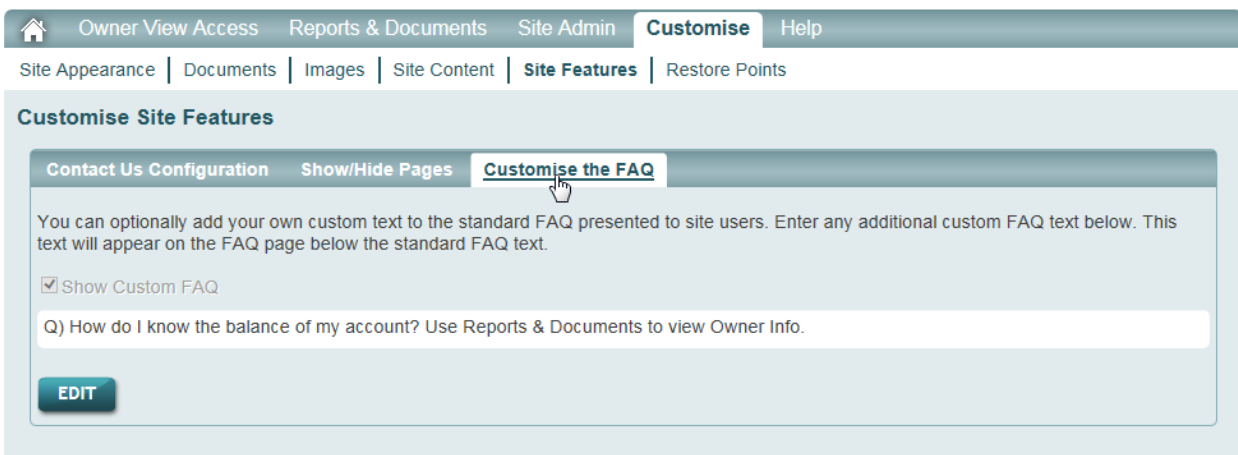 Owner View Access Reports & Documents Site Admin Customise Help
Site Appearance | Documents | Images | Site Content | Site Features | Restore Points
Customise Site Features
Contact Us Configuration Show/Hide Pages Customise the FAQ
You can optionally add your own custom text to the standard FAQ presented to site users. Enter any additional custom FAQ text below. This
text will appear on the FAQ page below the standard FAQ text.
Show Custom FAQ
Q) How do I know the balance of my account? Use Reports & Documents to view Owner Info.
EDIT